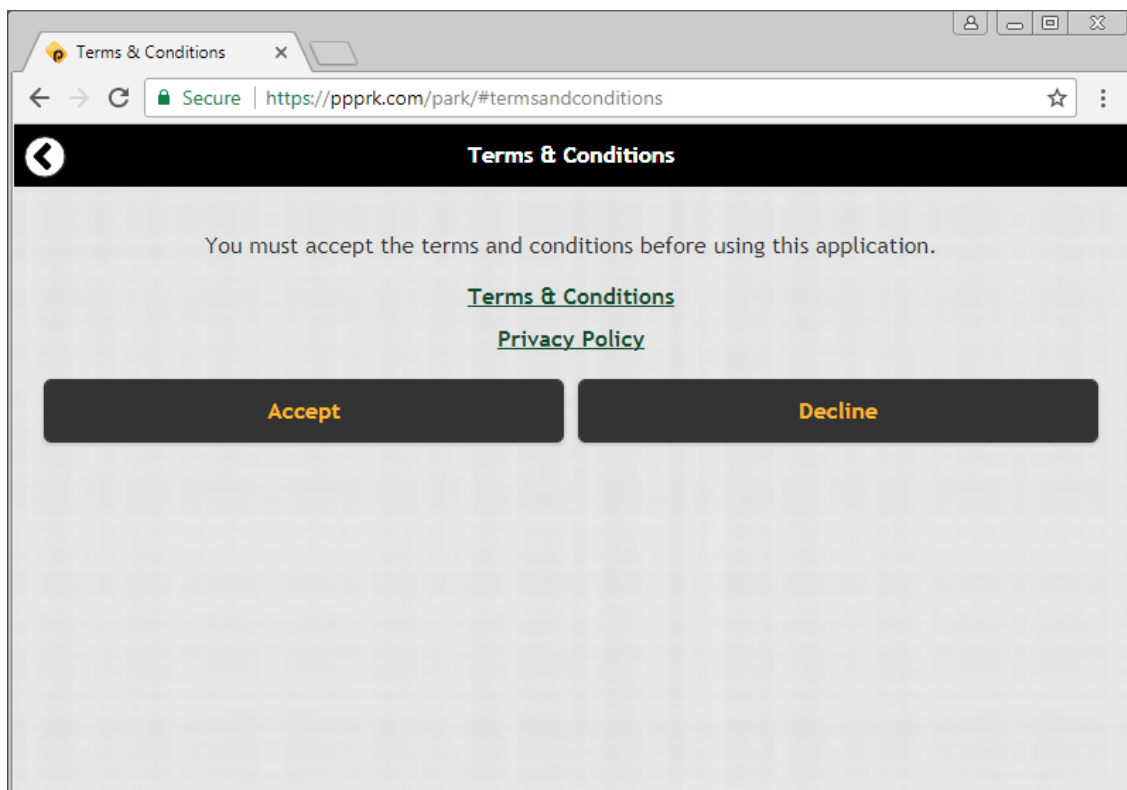 Terms & Conditions
Secure https://ppprk.com/park/#termsandconditions
Terms & Conditions
You must accept the terms and conditions before using this application.
Terms & Conditions
Privacy Policy
Accept Decline